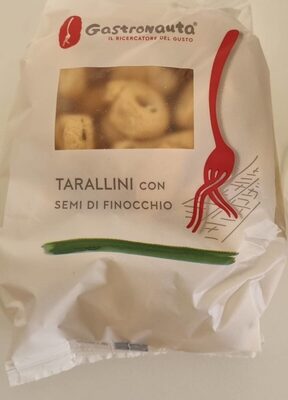 Gastronauta®
IL RICERCATORE DEL GUSTO
TARALLINI CON
SEMI DI FINOCCHIO